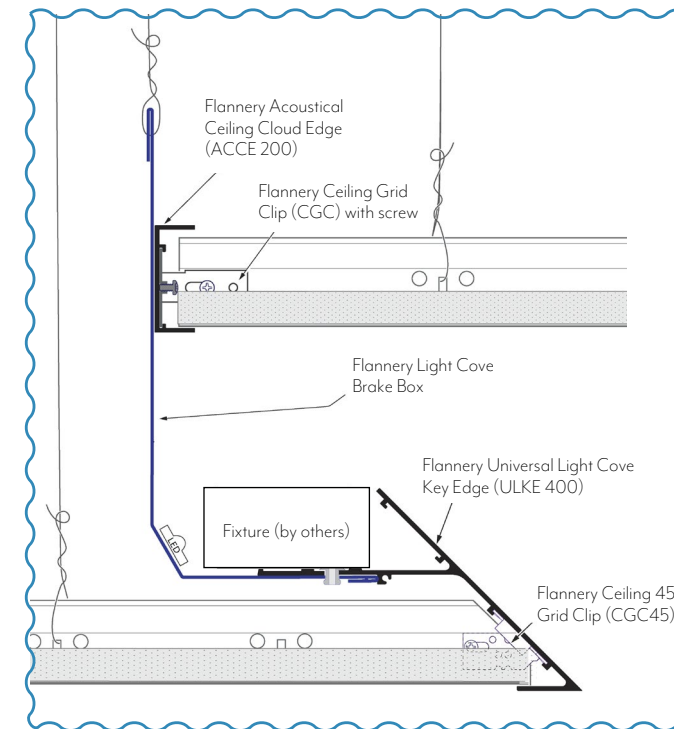 Flannery Acoustical
Ceiling Cloud Edge
(ACCE 200)
Flannery Ceiling Grid
Clip (CGC) with screw
Flannery Light Cove
Brake Box
Flannery Universal Light Cove
Key Edge (ULKE 400)
Fixture (by others)
LED
Flannery Ceiling 45
Grid Clip (CGC45)